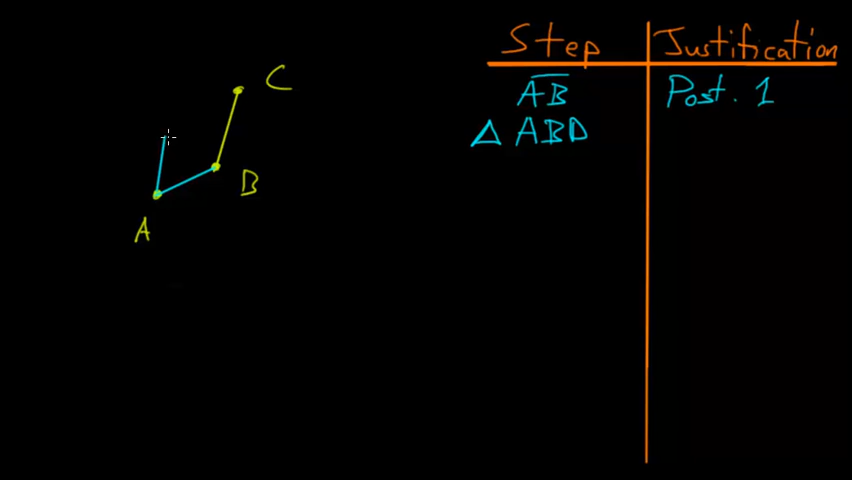 C
B
A
Step Justification
AB Post. 1
△ ABD